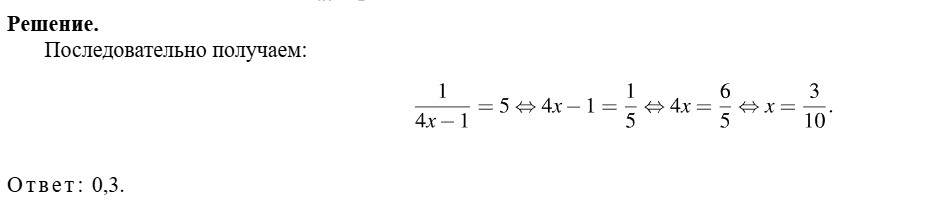 Решение.
Последовательно получаем:
1/(4x − 1) = 5 ⇔ 4x − 1 = 1/5 ⇔ 4x = 6/5 ⇔ x = 3/10.
Ответ: 0,3.